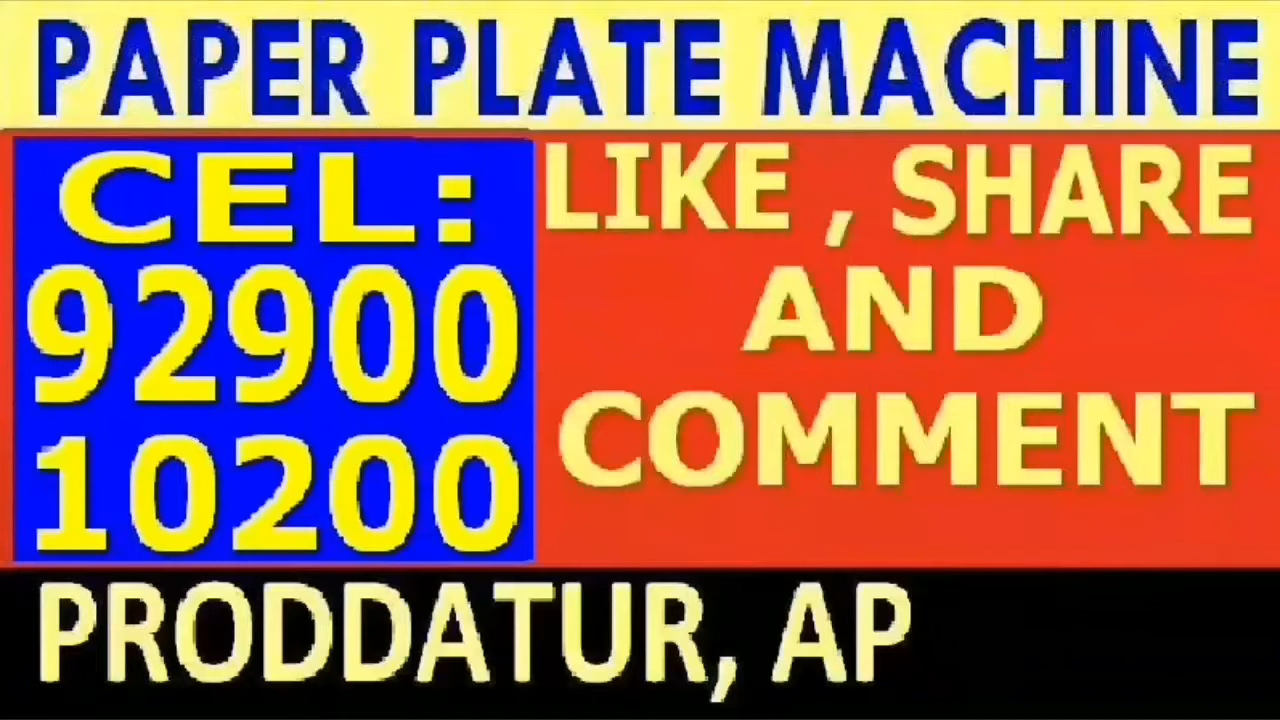 PAPER PLATE MACHINE
CEL:
92900
10200
LIKE , SHARE
AND
COMMENT
PRODDATUR, AP